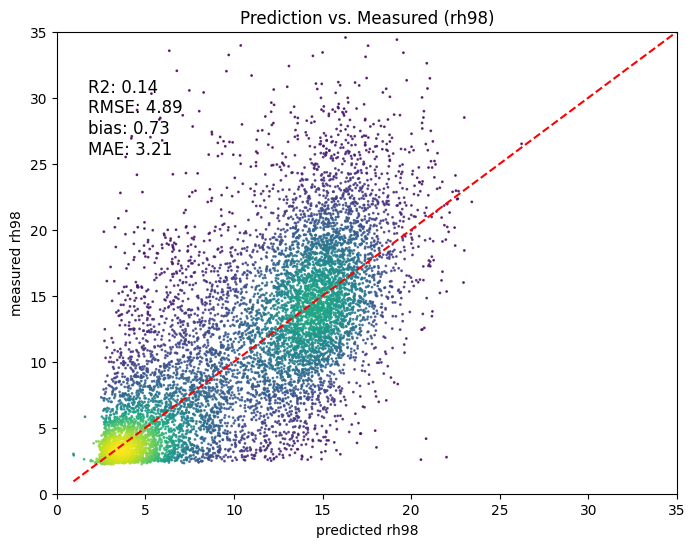 Prediction vs. Measured (rh98)
35
30
25
20
15
10
5
0
measured rh98
R2: 0.14
RMSE: 4.89
bias: 0.73
MAE: 3.21
0 5 10 15 20 25 30 35
predicted rh98